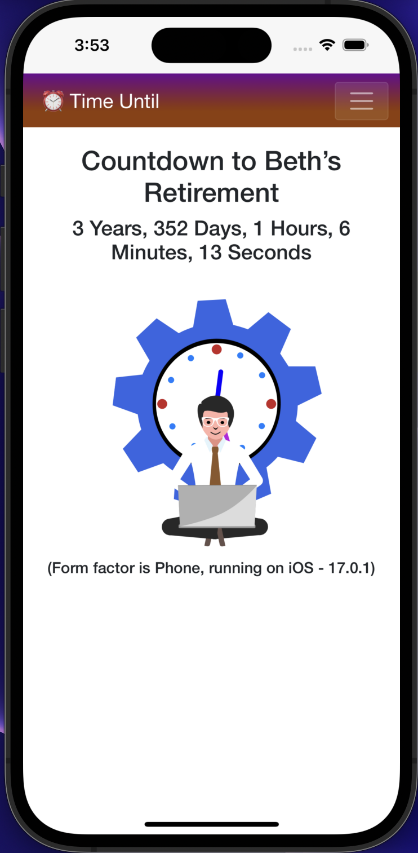 3:53
⏰ Time Until
Countdown to Beth’s
Retirement
3 Years, 352 Days, 1 Hours, 6
Minutes, 13 Seconds
(Form factor is Phone, running on iOS - 17.0.1)